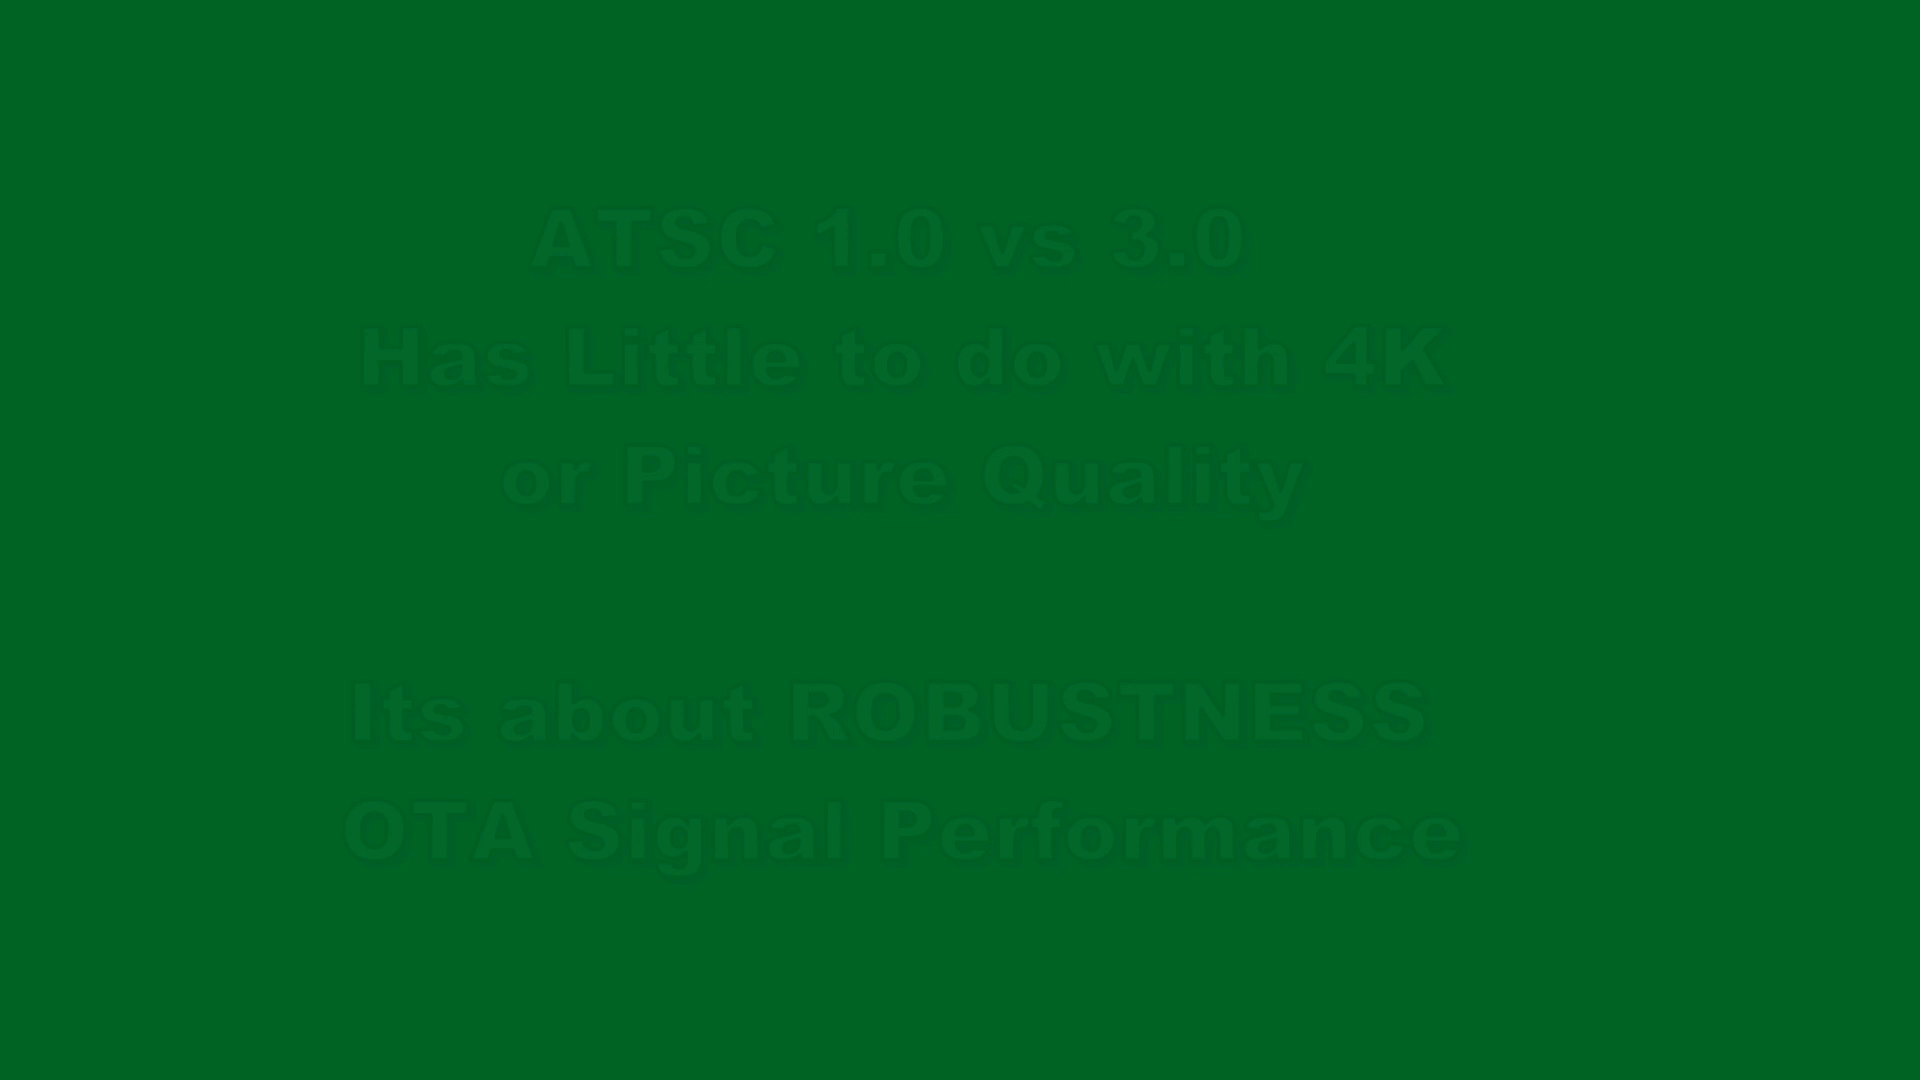 ATSC 1.0 vs 3.0
Has Little to do with 4K
or Picture Quality
Its about ROBUSTNESS
OTA Signal Performance